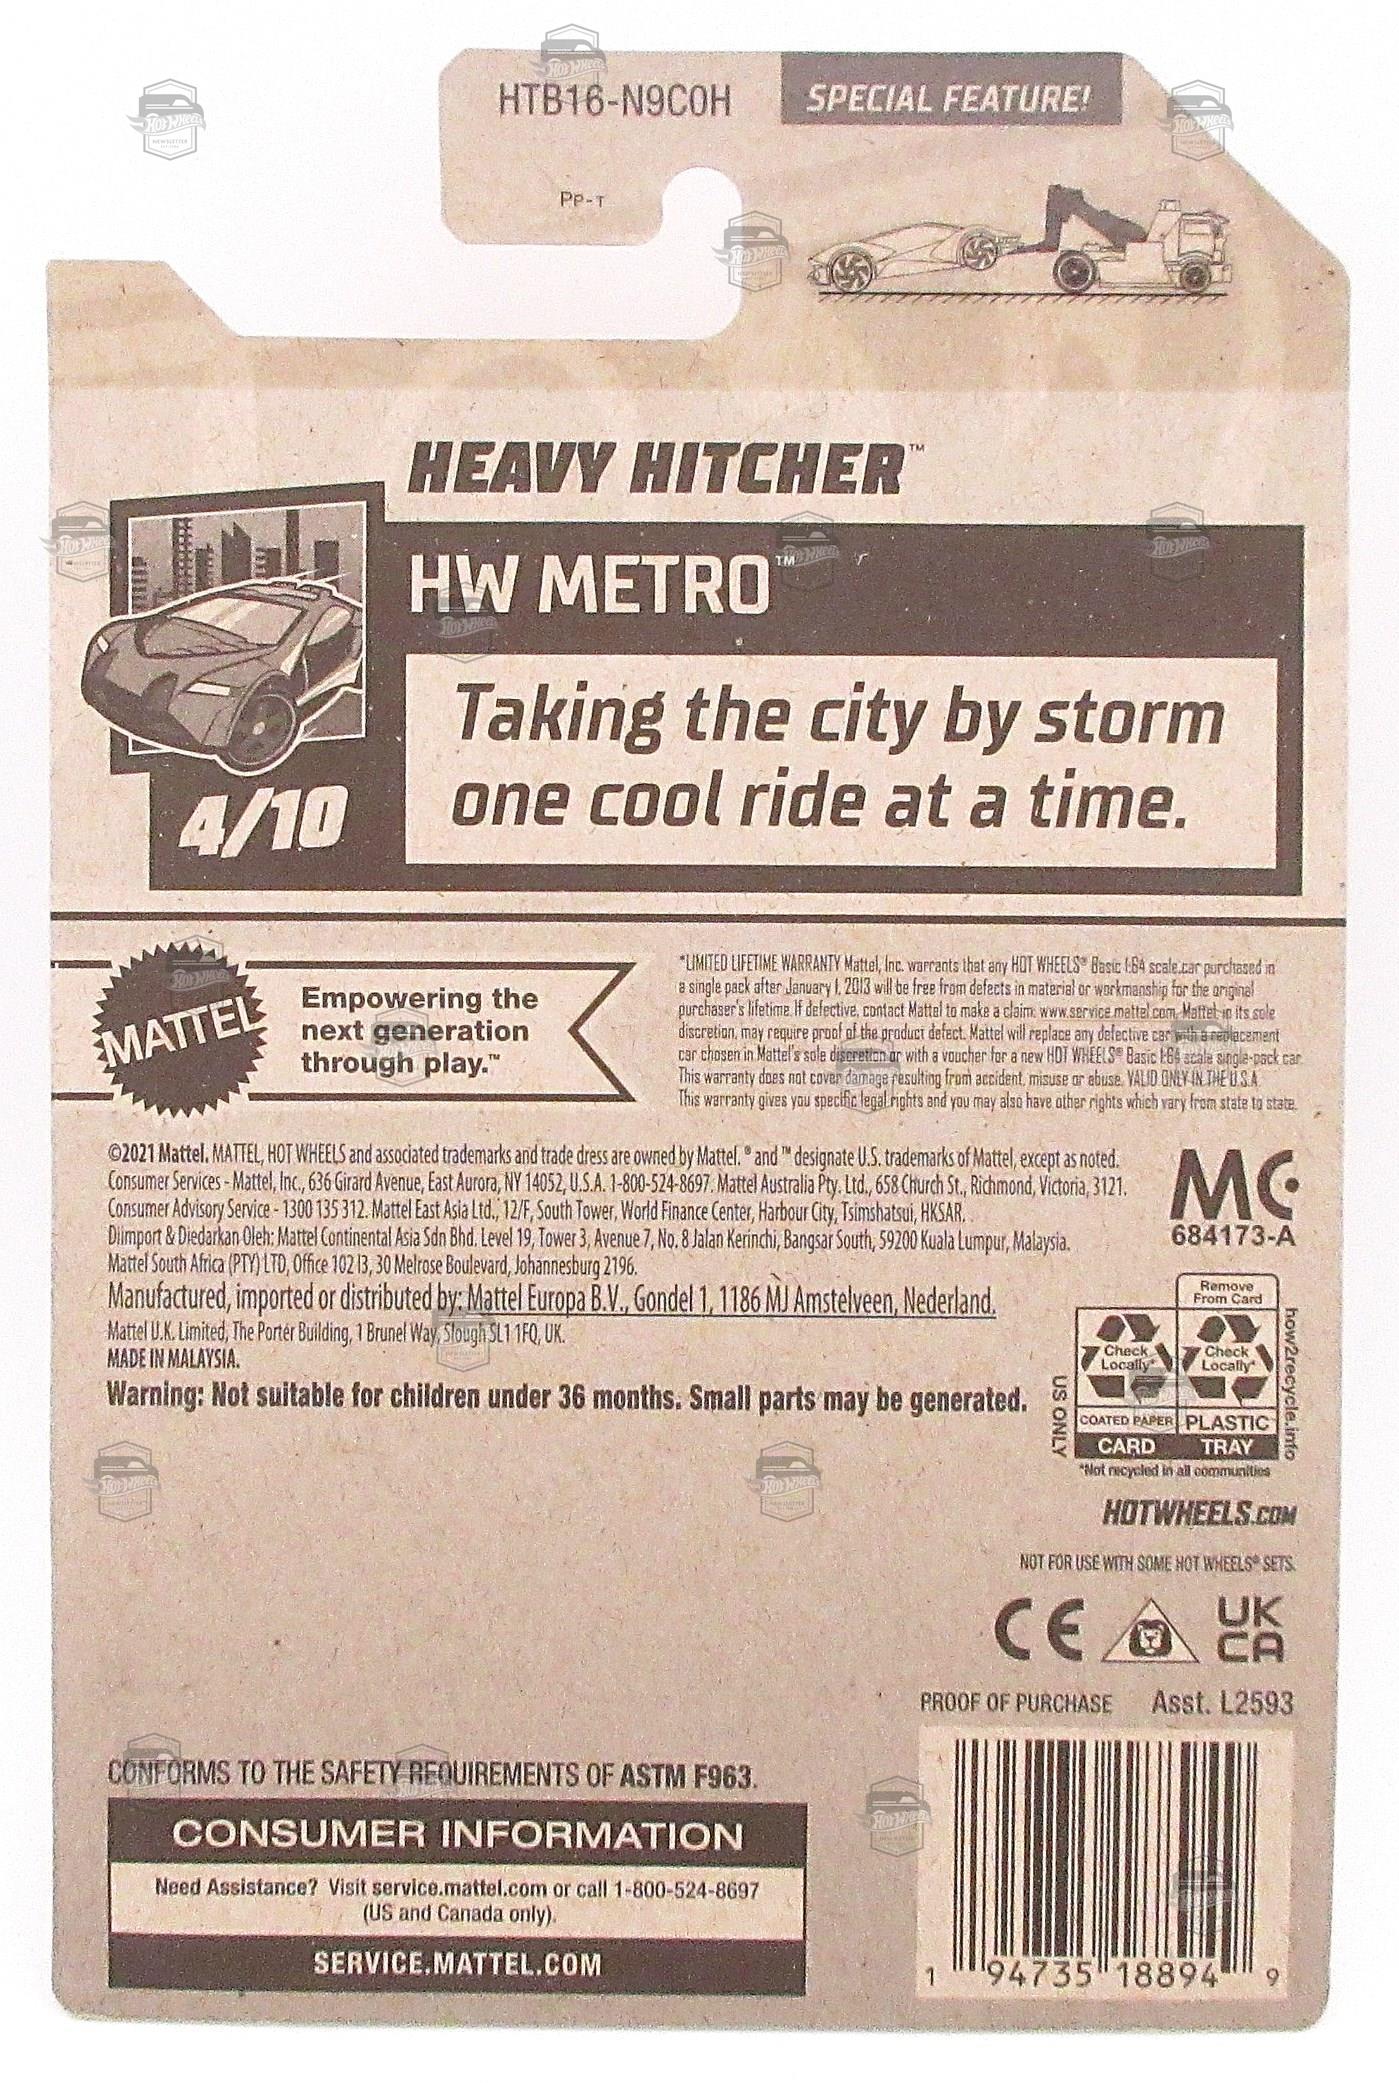 HTB16-N9C0H
SPECIAL FEATURE!
PP-T
HEAVY HITCHER™
HW METRO™
Taking the city by storm
one cool ride at a time.
4/10
MATTEL
Empowering the
next generation
through play.™
*LIMITED LIFETIME WARRANTY Mattel, Inc. warrants that any HOT WHEELS® Basic 1:64 scale car purchased in
a single pack after January 1, 2013 will be free from defects in material or workmanship for the original
purchaser's lifetime. If defective, contact Mattel to make a claim: www.service.mattel.com. Mattel, in its sole
discretion, may require proof of the product defect. Mattel will replace any defective car with a replacement
car chosen in Mattel's sole discretion or with a voucher for a new HOT WHEELS® Basic 1:64 scale single-pack car.
This warranty does not cover damage resulting from accident, misuse or abuse. VALID ONLY IN THE U.S.A.
This warranty gives you specific legal rights and you may also have other rights which vary from state to state.
©2021 Mattel. MATTEL, HOT WHEELS and associated trademarks and trade dress are owned by Mattel. ® and ™ designate U.S. trademarks of Mattel, except as noted.
Consumer Services - Mattel, Inc., 636 Girard Avenue, East Aurora, NY 14052, U.S.A. 1-800-524-8697. Mattel Australia Pty. Ltd., 658 Church St., Richmond, Victoria, 3121.
Consumer Advisory Service - 1300 135 312. Mattel East Asia Ltd., 12/F, South Tower, World Finance Center, Harbour City, Tsimshatsui, HKSAR.
Diimport & Diedarkan Oleh: Mattel Continental Asia Sdn Bhd. Level 19, Tower 3, Avenue 7, No. 8 Jalan Kerinchi, Bangsar South, 59200 Kuala Lumpur, Malaysia.
Mattel South Africa (PTY) LTD, Office 102 I3, 30 Melrose Boulevard, Johannesburg 2196.
Manufactured, imported or distributed by: Mattel Europa B.V., Gondel 1, 1186 MJ Amstelveen, Nederland.
Mattel U.K. Limited, The Porter Building, 1 Brunel Way, Slough SL1 1FQ, UK.
MADE IN MALAYSIA.
Warning: Not suitable for children under 36 months. Small parts may be generated.
MC
684173-A
Remove
From Card
Check
Locally*
Check
Locally*
COATED PAPER
PLASTIC
CARD
TRAY
US ONLY
how2recycle.info
*Not recycled in all communities
HOTWHEELS.COM
NOT FOR USE WITH SOME HOT WHEELS® SETS.
CE
UK
CA
PROOF OF PURCHASE
Asst. L2593
1 94735 18894 9
CONFORMS TO THE SAFETY REQUIREMENTS OF ASTM F963.
CONSUMER INFORMATION
Need Assistance? Visit service.mattel.com or call 1-800-524-8697
(US and Canada only).
SERVICE.MATTEL.COM